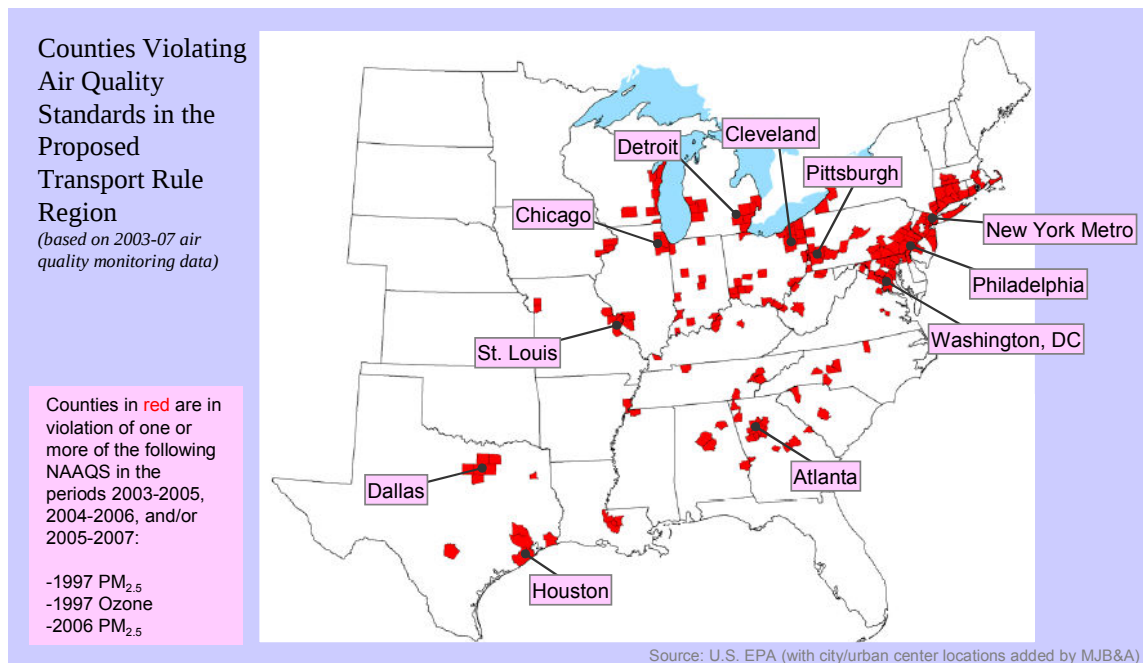 Counties Violating
Air Quality
Standards in the
Proposed
Transport Rule
Region
(based on 2003-07 air
quality monitoring data)
Detroit
Cleveland
Pittsburgh
Chicago
New York Metro
Philadelphia
Washington, DC
St. Louis
Atlanta
Dallas
Houston
Counties in red are in
violation of one or
more of the following
NAAQS in the
periods 2003-2005,
2004-2006, and/or
2005-2007:
-1997 PM2.5
-1997 Ozone
-2006 PM2.5
Source: U.S. EPA (with city/urban center locations added by MJB&A)